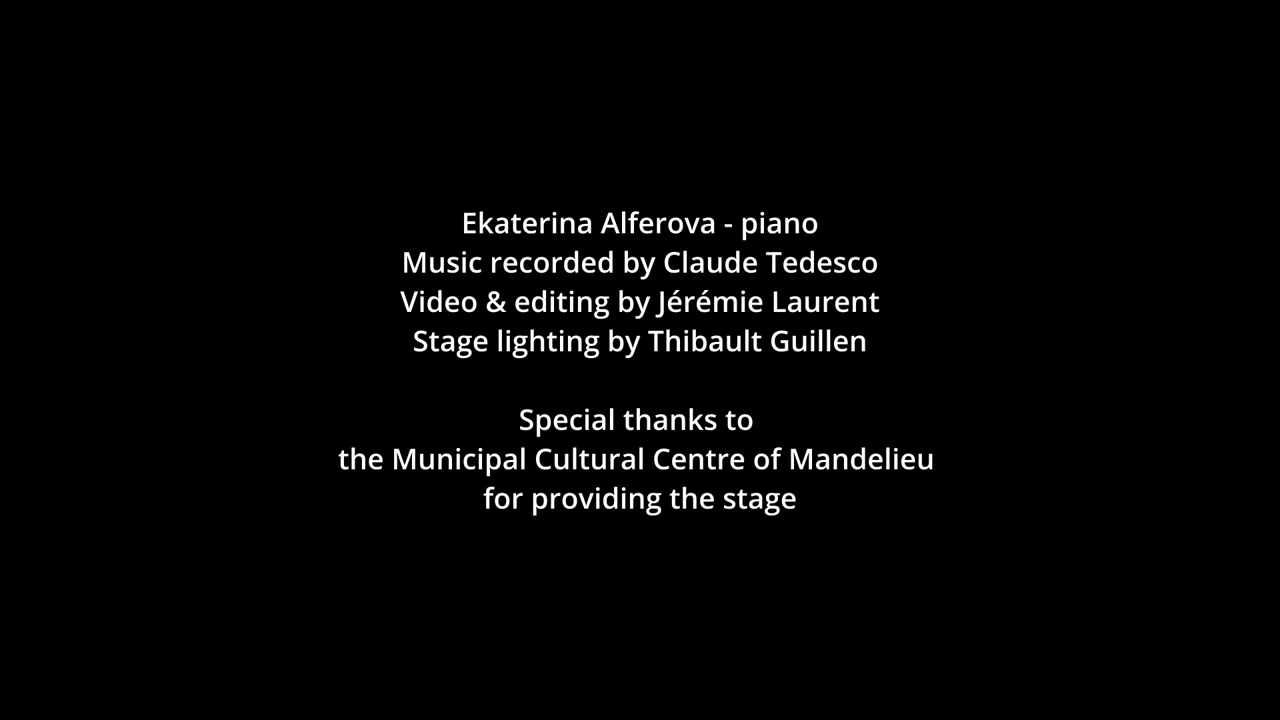 Ekaterina Alferova - piano
Music recorded by Claude Tedesco
Video & editing by Jérémie Laurent
Stage lighting by Thibault Guillen
Special thanks to
the Municipal Cultural Centre of Mandelieu
for providing the stage